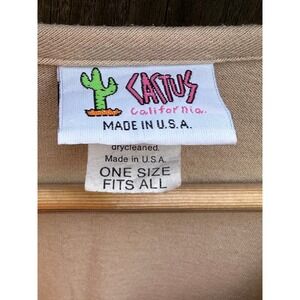 CACTUS
California.
MADE IN U.S.A.
drycleaned.
Made in U.S.A.
ONE SIZE
FITS ALL